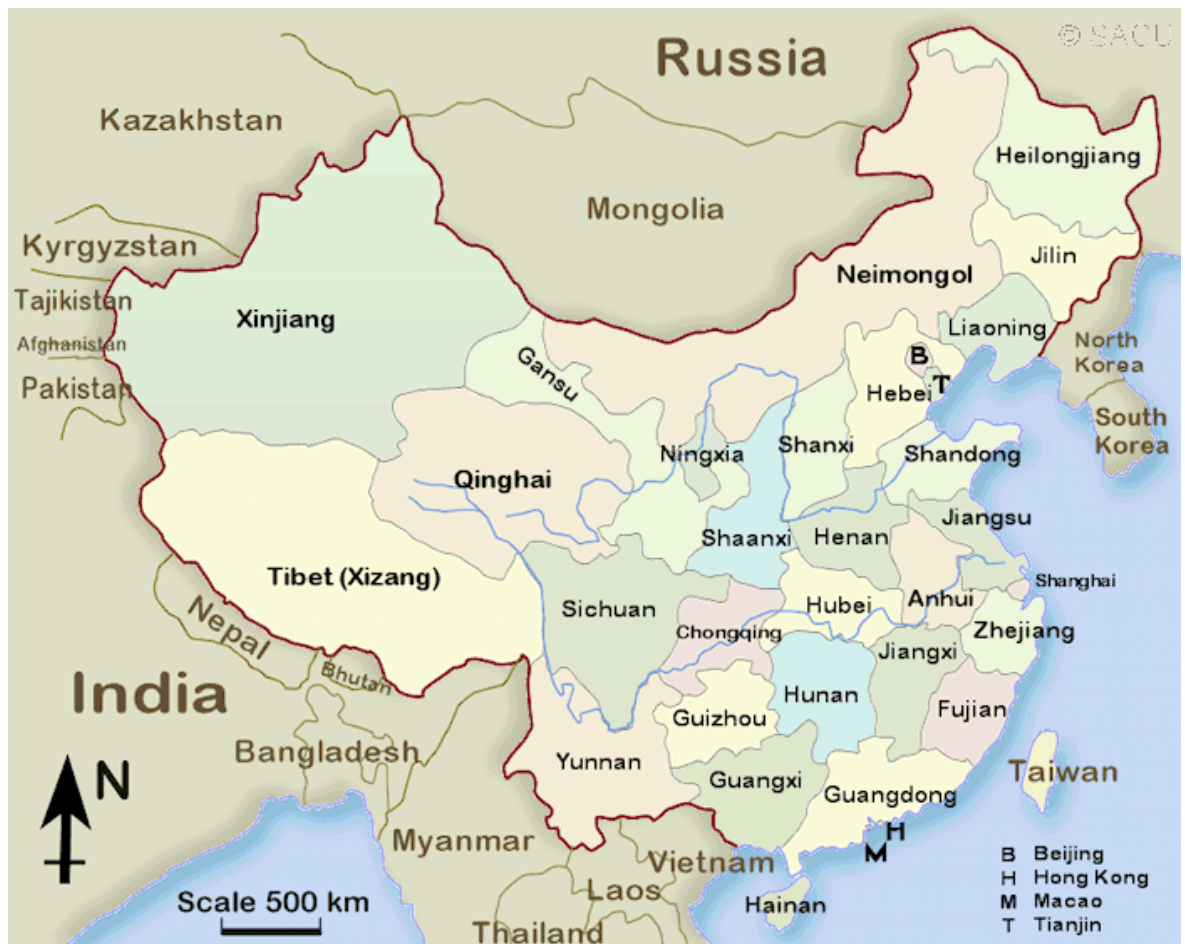 © SACU
Russia
Kazakhstan
Heilongjiang
Mongolia
Kyrgyzstan
Jilin
Neimongol
Tajikistan
Xinjiang
Liaoning
Afghanistan
North
Korea
B
Gansu
Pakistan
Hebei
T
South
Korea
Shanxi
Ningxia
Shandong
Qinghai
Jiangsu
Shaanxi
Henan
Tibet (Xizang)
Shanghai
Sichuan
Hubei
Anhui
Nepal
Chongqing
Zhejiang
Jiangxi
Bhutan
India
Hunan
Guizhou
Fujian
Bangladesh
Yunnan
Taiwan
N
Guangxi
Guangdong
H
Myanmar
M
Vietnam
B Beijing
H Hong Kong
M Macao
T Tianjin
Laos
Scale 500 km
Hainan
Thailand